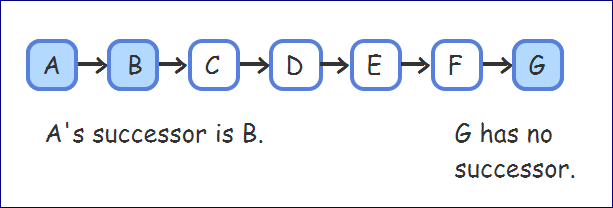 A B C D E F G
A's successor is B.
G has no
successor.